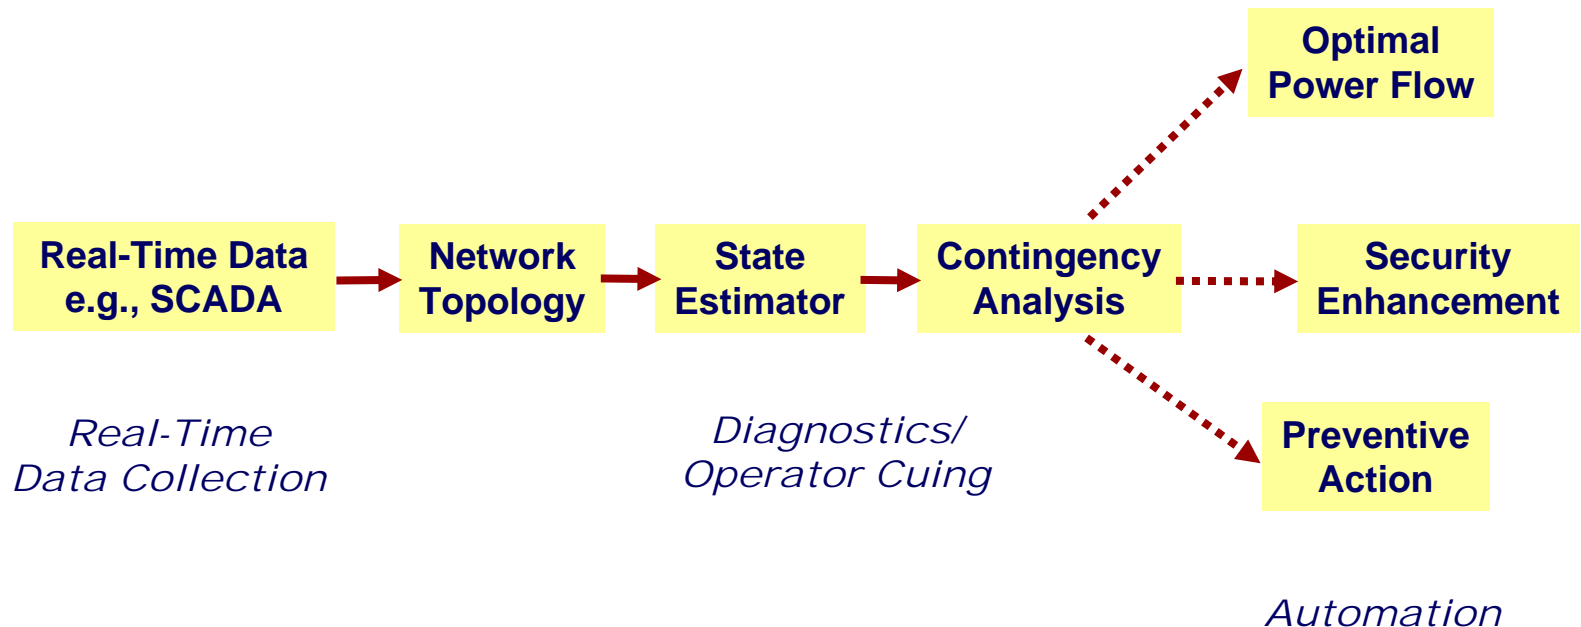 Optimal
Power Flow
Real-Time Data
e.g., SCADA
Network
Topology
State
Estimator
Contingency
Analysis
Security
Enhancement
Preventive
Action
Real-Time
Data Collection
Diagnostics/
Operator Cuing
Automation